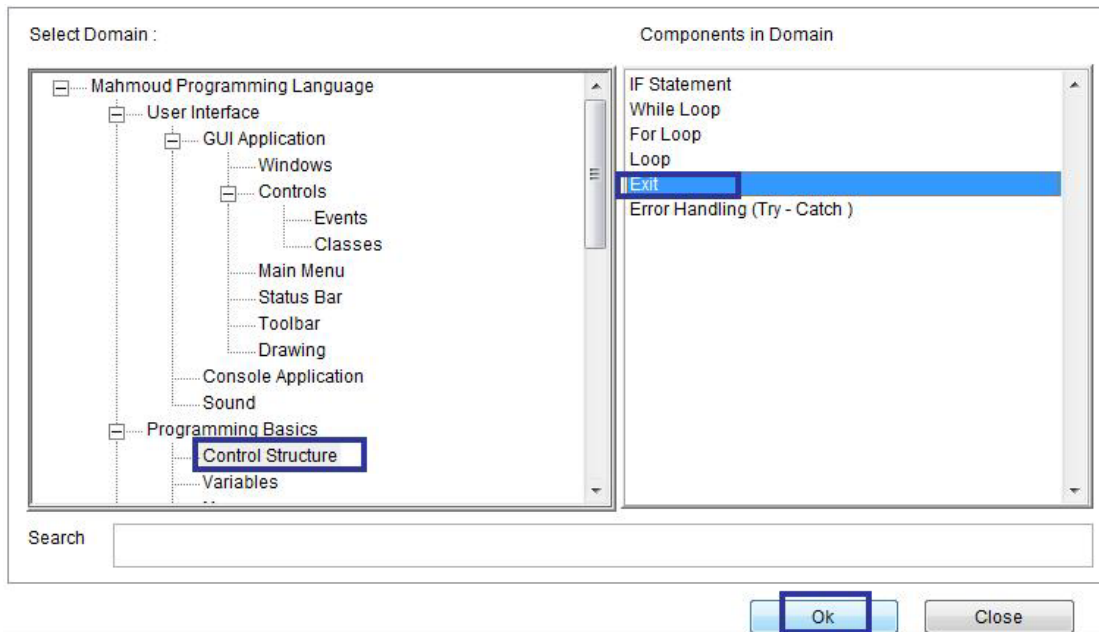 Select Domain :
Components in Domain
Mahmoud Programming Language
User Interface
GUI Application
Windows
Controls
Events
Classes
Main Menu
Status Bar
Toolbar
Drawing
Console Application
Sound
Programming Basics
Control Structure
Variables
IF Statement
While Loop
For Loop
Loop
Exit
Error Handling (Try - Catch )
Search
Ok
Close